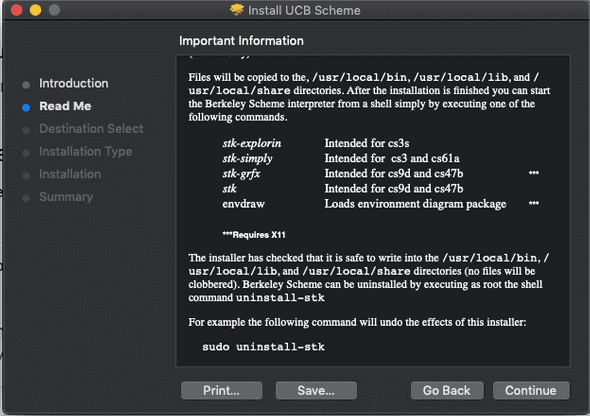 Install UCB Scheme
Important Information
Introduction
Read Me
Destination Select
Installation Type
Installation
Summary
Files will be copied to the, /usr/local/bin, /usr/local/lib, and /
usr/local/share directories. After the installation is finished you can start
the Berkeley Scheme interpreter from a shell simply by executing one of the
following commands.
stk-explorin Intended for cs3s
stk-simply Intended for cs3 and cs61a
stk-grfx Intended for cs9d and cs47b ***
stk Intended for cs9d and cs47b
envdraw Loads environment diagram package ***
***Requires X11
The installer has checked that it is safe to write into the /usr/local/bin, /
usr/local/lib, and /usr/local/share directories (no files will be
clobbered). Berkeley Scheme can be uninstalled by executing as root the shell
command uninstall-stk
For example the following command will undo the effects of this installer:
sudo uninstall-stk
Print... Save... Go Back Continue